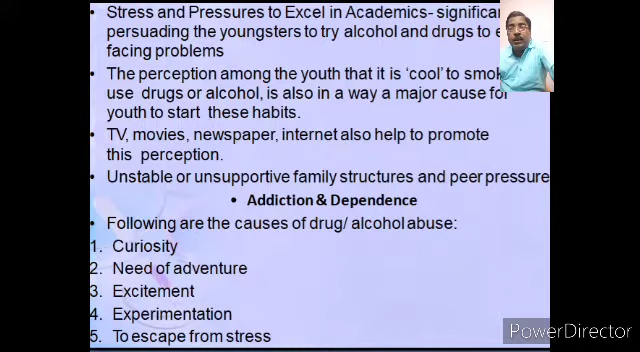 • Stress and Pressures to Excel in Academics- significan
persuading the youngsters to try alcohol and drugs to e
facing problems
• The perception among the youth that it is ‘cool’ to smok
use drugs or alcohol, is also in a way a major cause for
youth to start these habits.
• TV, movies, newspaper, internet also help to promote
this perception.
• Unstable or unsupportive family structures and peer pressure
• Addiction & Dependence
• Following are the causes of drug/ alcohol abuse:
1. Curiosity
2. Need of adventure
3. Excitement
4. Experimentation
5. To escape from stress
PowerDirector